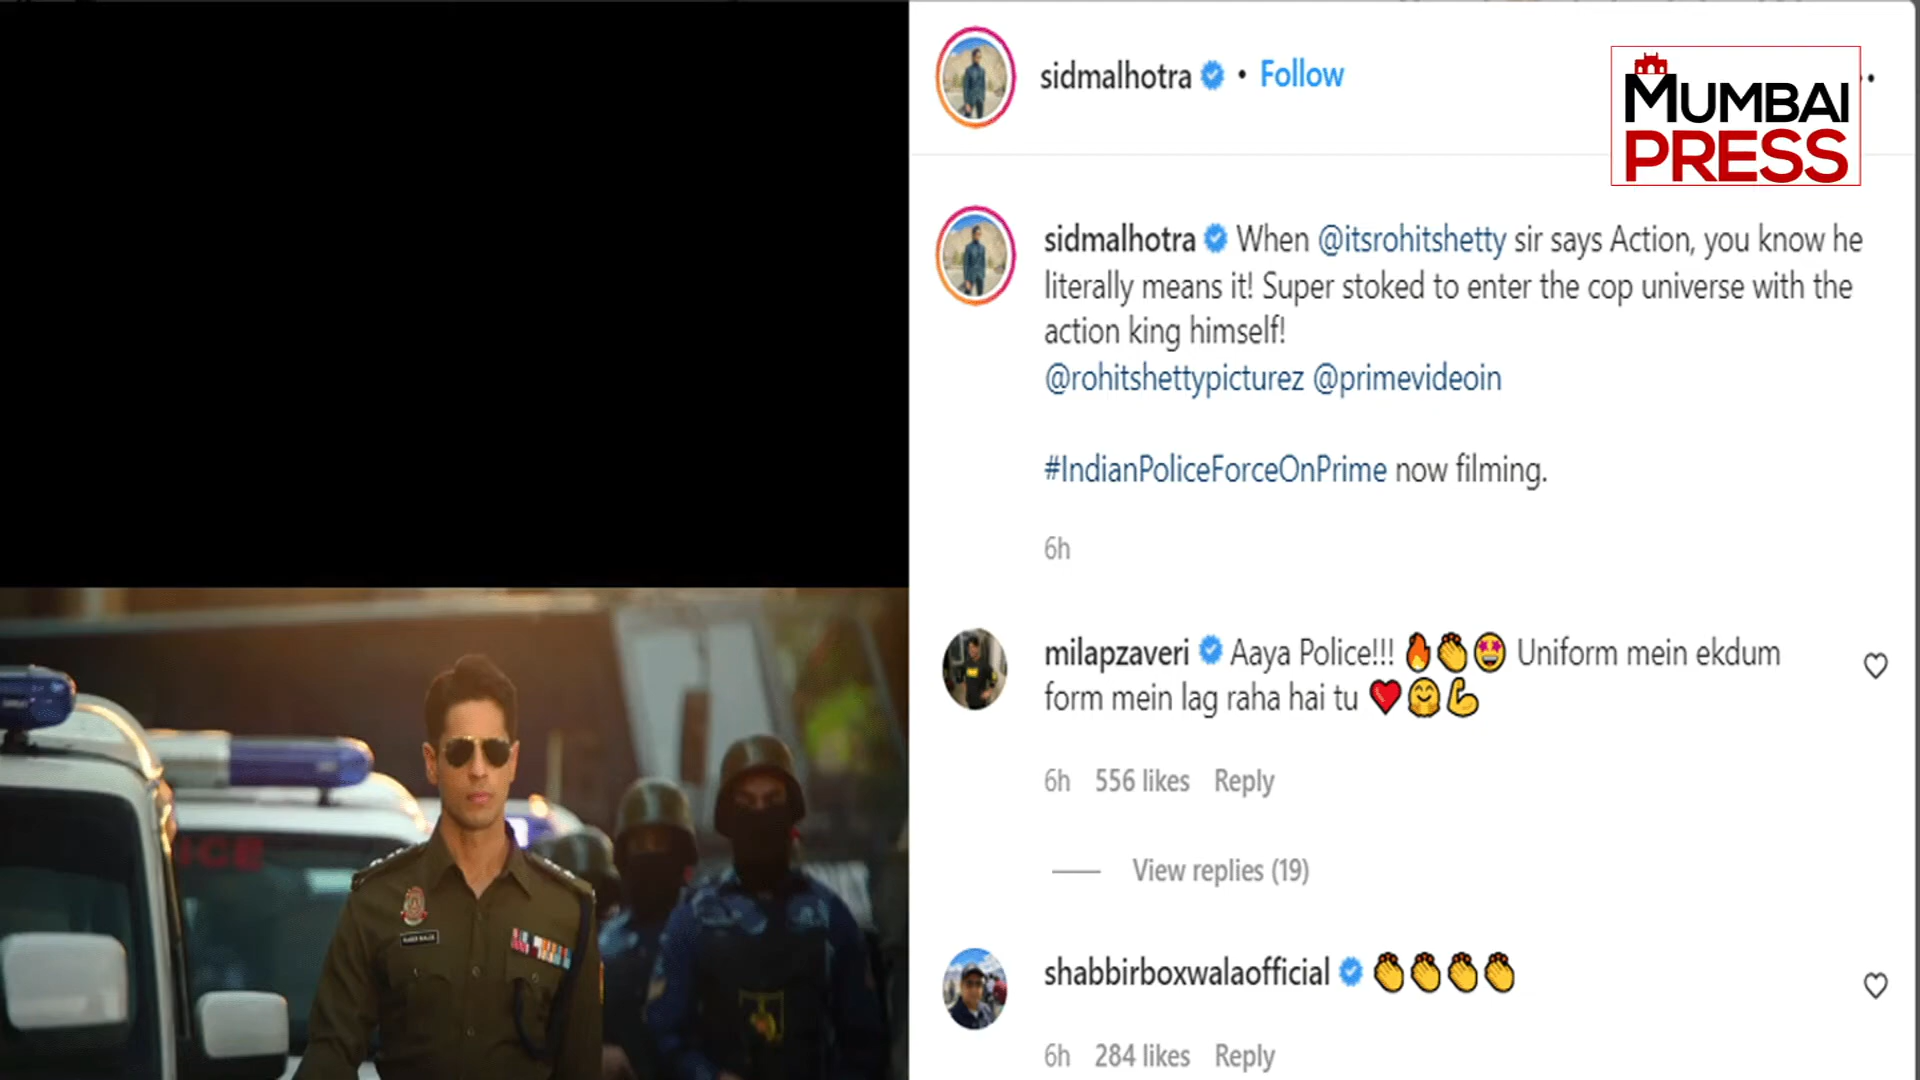 sidmalhotra • Follow
MUMBAI
PRESS
sidmalhotra When @itsrohitshetty sir says Action, you know he
literally means it! Super stoked to enter the cop universe with the
action king himself!
@rohitshettypicturez @primevideoin
#IndianPoliceForceOnPrime now filming.
6h
milapzaveri Aaya Police!!! 🔥👏🤩 Uniform mein ekdum
form mein lag raha hai tu ❤️🤗💪
6h 556 likes Reply
View replies (19)
shabbirboxwalaofficial 👏👏👏👏
6h 284 likes Reply